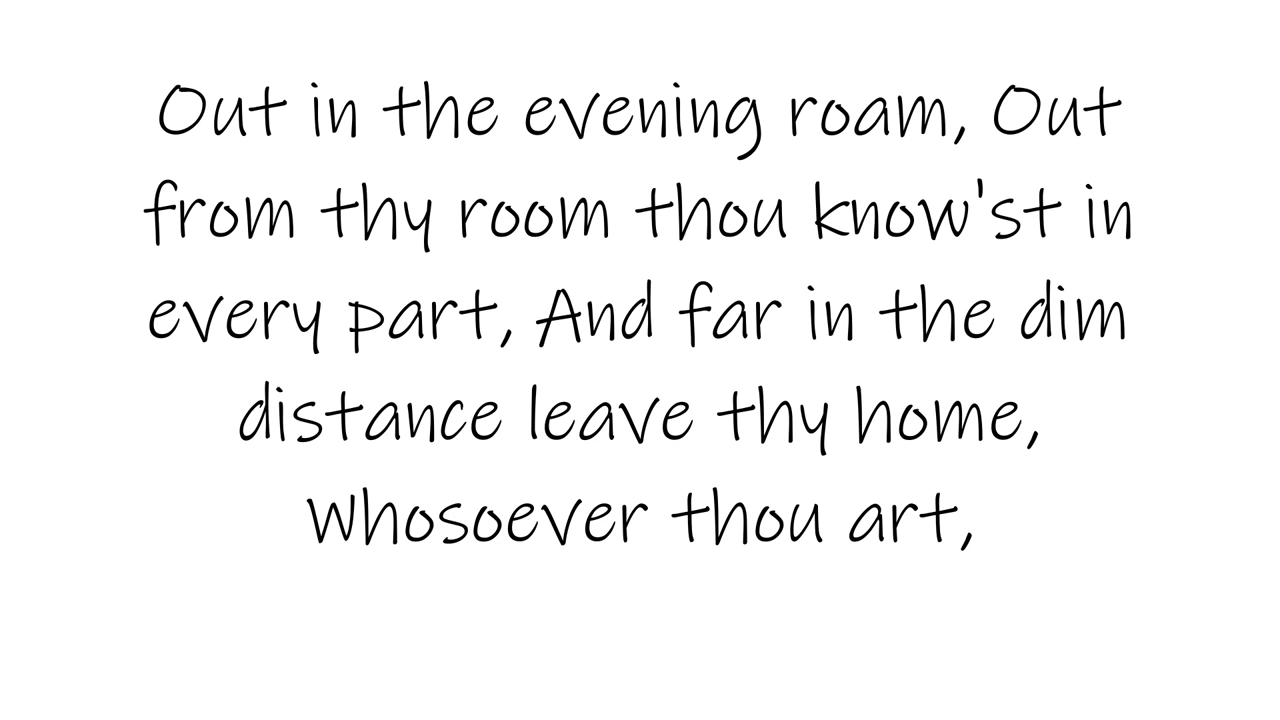 Out in the evening roam, Out
from thy room thou know'st in
every part, And far in the dim
distance leave thy home,
Whosoever thou art,